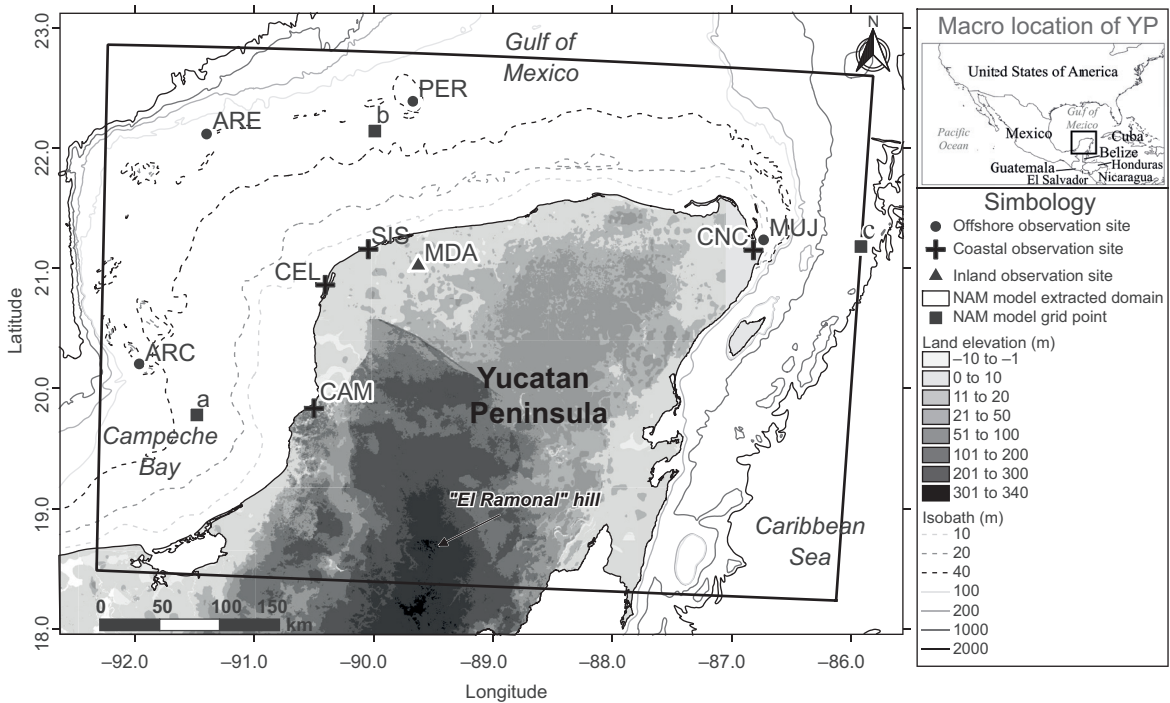 23.0
22.0
21.0
20.0
19.0
18.0
Latitude
Gulf of
Mexico
N
PER
b
ARE
SIS
MDA
CEL
CNC
MUJ
c
ARC
a
CAM
Campeche
Bay
Yucatan
Peninsula
"El Ramonal" hill
Caribbean
Sea
0 50 100 150
km
–92.0 –91.0 –90.0 –89.0 –88.0 –87.0 –86.0
Longitude
Macro location of YP
United States of America
Gulf of
Mexico
Pacific
Ocean
Mexico
Cuba
Belize
Honduras
Guatemala
El Salvador
Nicaragua
Simbology
Offshore observation site
Coastal observation site
Inland observation site
NAM model extracted domain
NAM model grid point
Land elevation (m)
–10 to –1
0 to 10
11 to 20
21 to 50
51 to 100
101 to 200
201 to 300
301 to 340
Isobath (m)
10
20
40
100
200
1000
2000